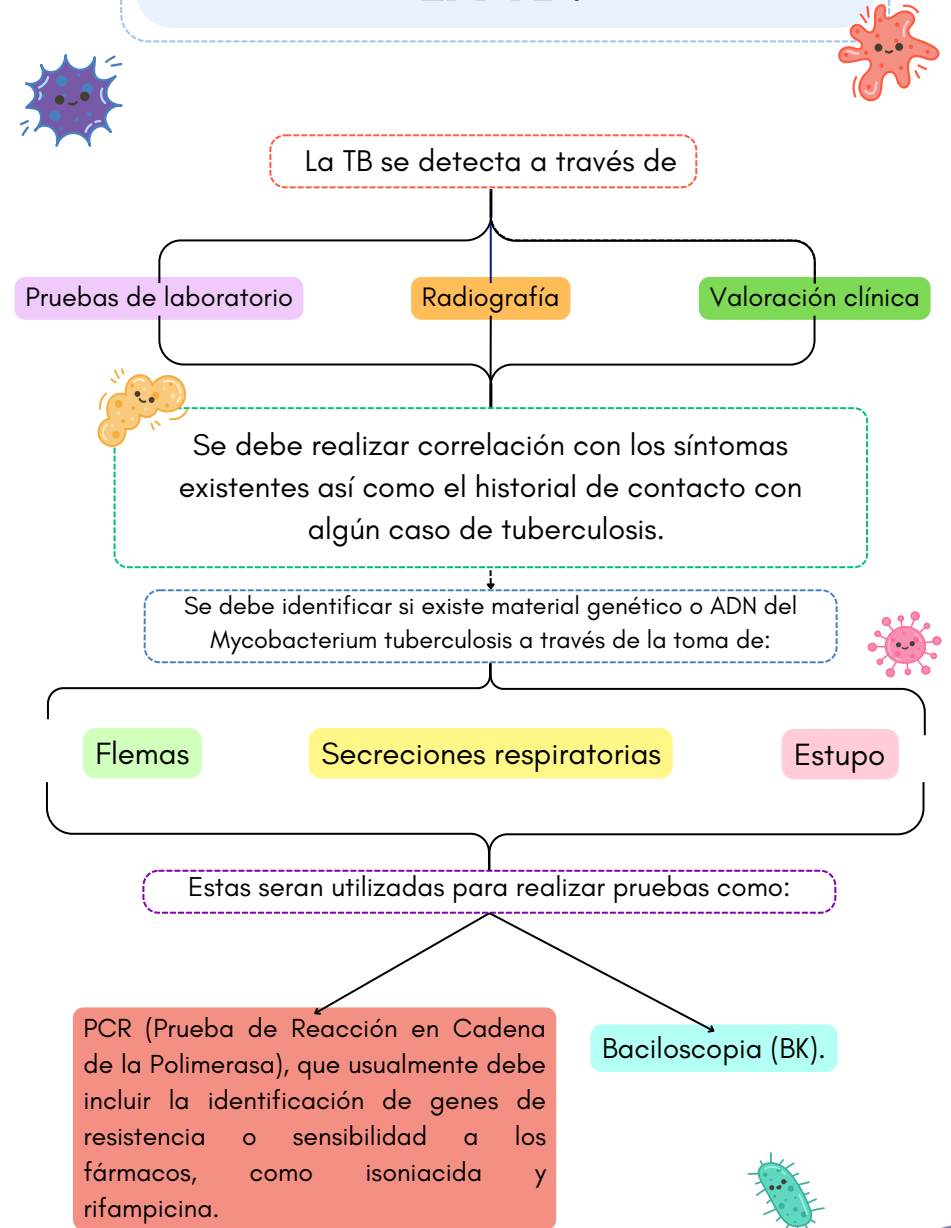 La TB se detecta a través de
Pruebas de laboratorio
Radiografía
Valoración clínica
Se debe realizar correlación con los síntomas
existentes así como el historial de contacto con
algún caso de tuberculosis.
Se debe identificar si existe material genético o ADN del
Mycobacterium tuberculosis a través de la toma de:
Flemas
Secreciones respiratorias
Estupo
Estas seran utilizadas para realizar pruebas como:
PCR (Prueba de Reacción en Cadena
de la Polimerasa), que usualmente debe
incluir la identificación de genes de
resistencia o sensibilidad a los
fármacos, como isoniacida y
rifampicina.
Baciloscopia (BK).